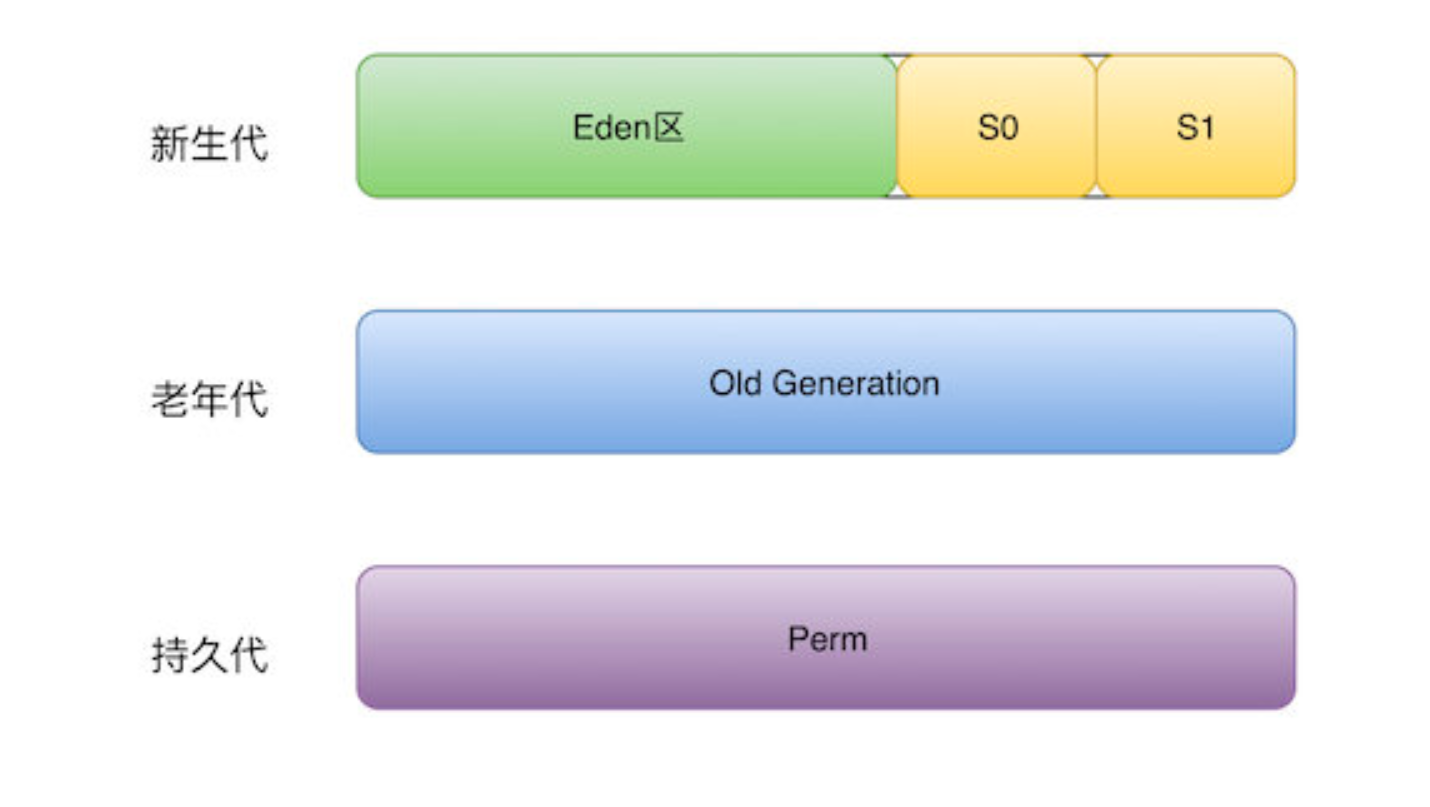 新生代
Eden区
S0
S1
老年代
Old Generation
持久代
Perm